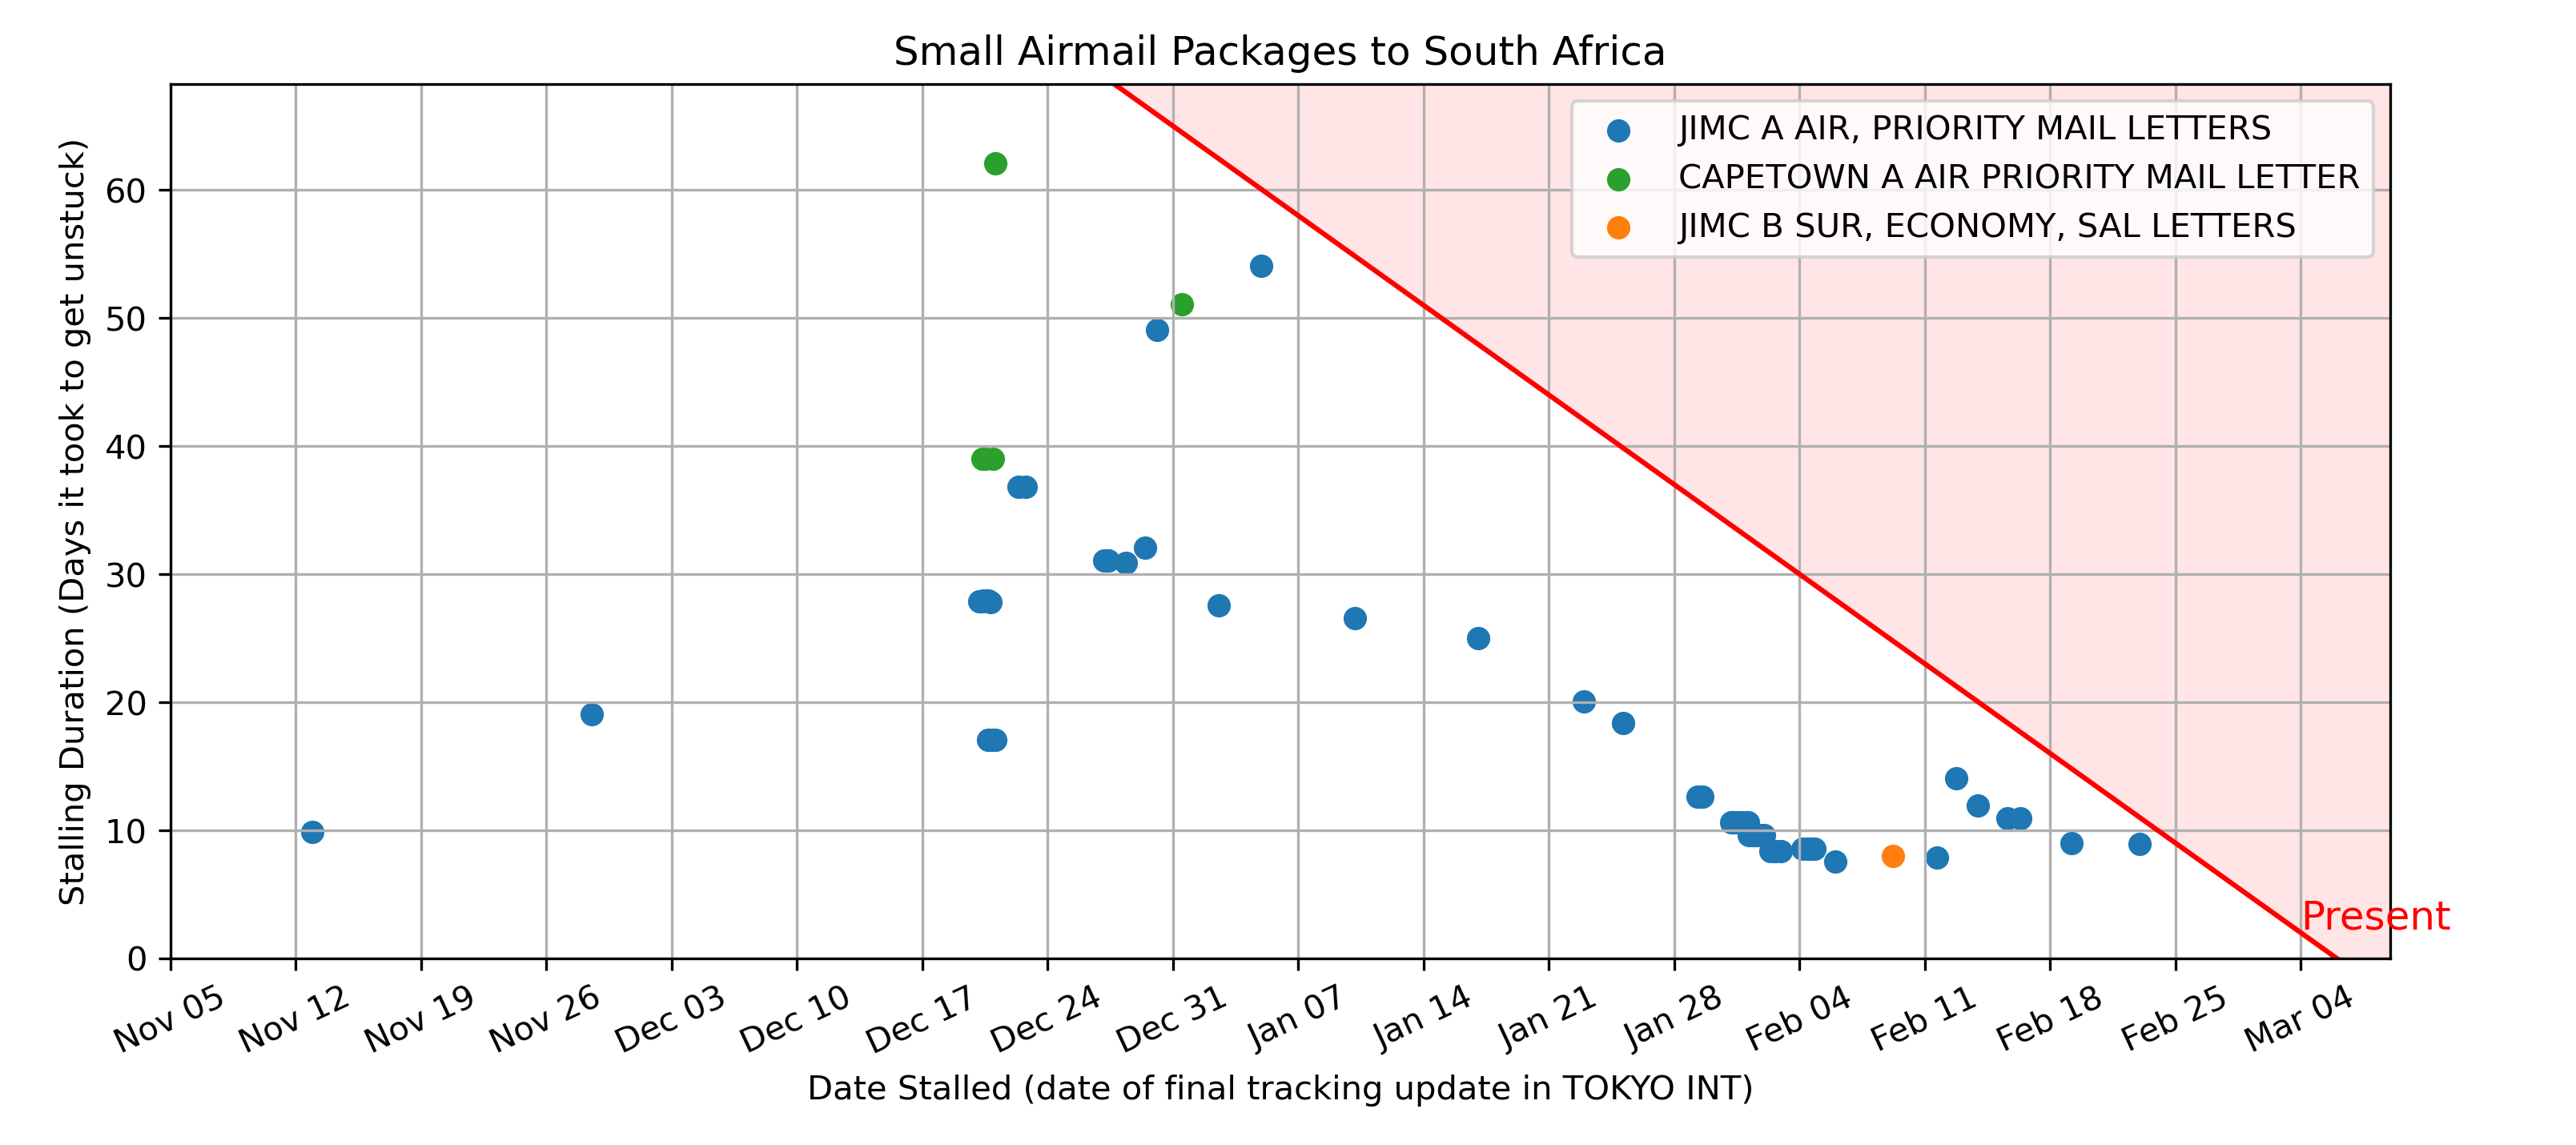 Small Airmail Packages to South Africa
JIMC A AIR, PRIORITY MAIL LETTERS
CAPETOWN A AIR PRIORITY MAIL LETTER
JIMC B SUR, ECONOMY, SAL LETTERS
Stalling Duration (Days it took to get unstuck)
60
50
40
30
20
10
0
Present
Nov 05
Nov 12
Nov 19
Nov 26
Dec 03
Dec 10
Dec 17
Dec 24
Dec 31
Jan 07
Jan 14
Jan 21
Jan 28
Feb 04
Feb 11
Feb 18
Feb 25
Mar 04
Date Stalled (date of final tracking update in TOKYO INT)